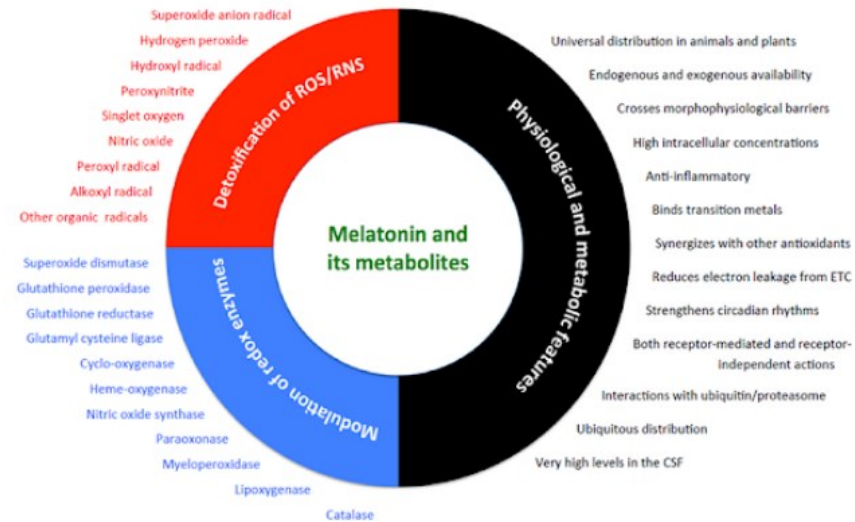 Superoxide anion radical
Hydrogen peroxide
Hydroxyl radical
Peroxynitrite
Singlet oxygen
Nitric oxide
Peroxyl radical
Alkoxyl radical
Other organic radicals
Detoxification of ROS/RNS
Superoxide dismutase
Glutathione peroxidase
Glutathione reductase
Glutamyl cysteine ligase
Cyclo-oxygenase
Heme-oxygenase
Nitric oxide synthase
Paraoxonase
Myeloperoxidase
Lipoxygenase
Catalase
Modulation of redox enzymes
Melatonin and
its metabolites
Physiological and metabolic features
Universal distribution in animals and plants
Endogenous and exogenous availability
Crosses morphophysiological barriers
High intracellular concentrations
Anti-inflammatory
Binds transition metals
Synergizes with other antioxidants
Reduces electron leakage from ETC
Strengthens circadian rhythms
Both receptor-mediated and receptor-
independent actions
Interactions with ubiquitin/proteasome
Ubiquitous distribution
Very high levels in the CSF